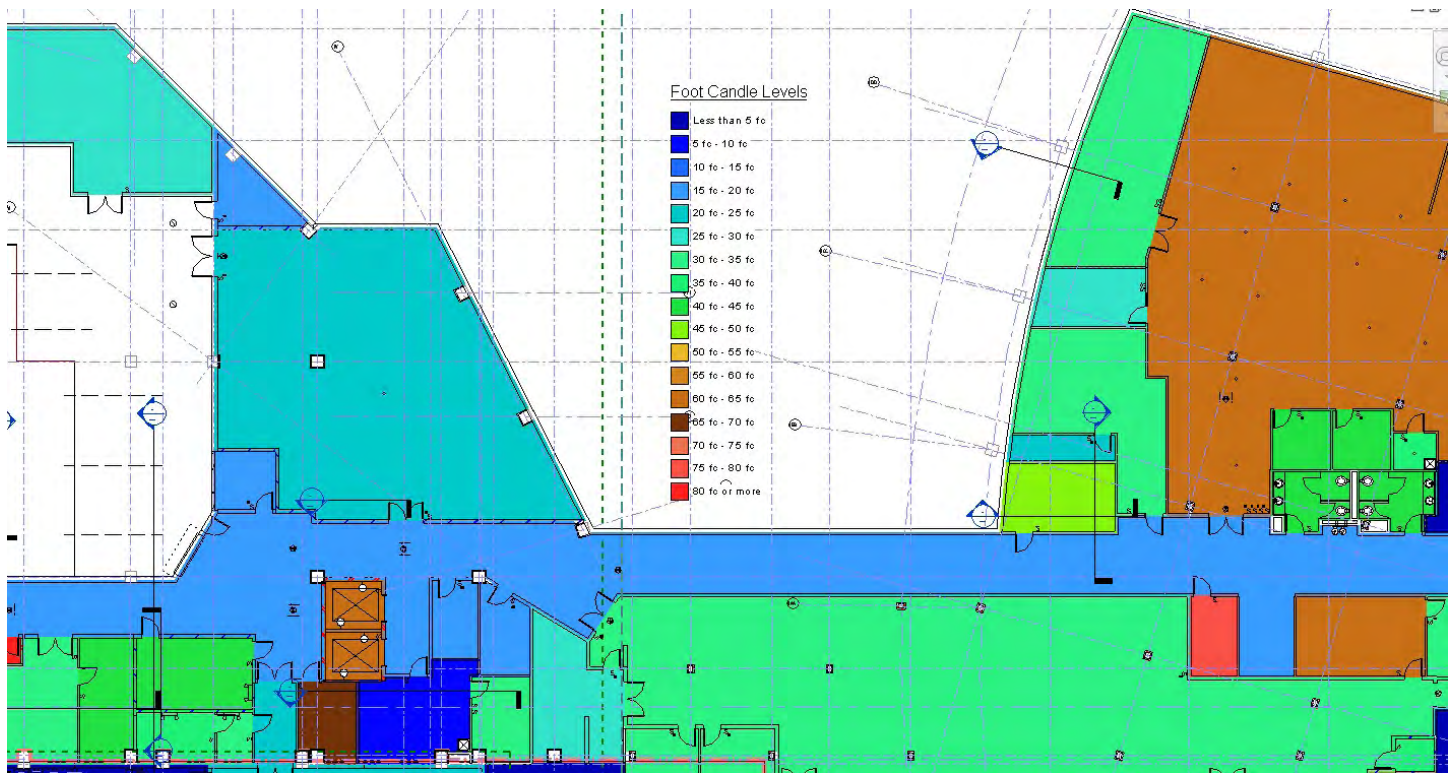 Foot Candle Levels
Less than 5 fc
5 fc - 10 fc
10 fc - 15 fc
15 fc - 20 fc
20 fc - 25 fc
25 fc - 30 fc
30 fc - 35 fc
35 fc - 40 fc
40 fc - 45 fc
45 fc - 50 fc
50 fc - 55 fc
55 fc - 60 fc
60 fc - 65 fc
65 fc - 70 fc
70 fc - 75 fc
75 fc - 80 fc
80 fc or more